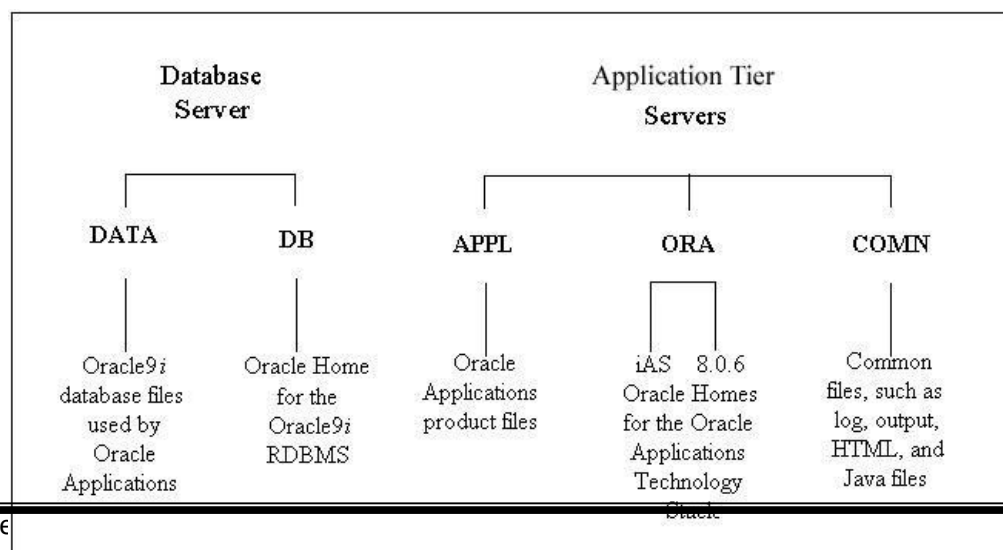 Database
Server
Application Tier
Servers
DATA
DB
APPL
ORA
COMN
Oracle9i
database files
used by
Oracle
Applications
Oracle Home
for the
Oracle9i
RDBMS
Oracle
Applications
product files
iAS 8.0.6
Oracle Homes
for the Oracle
Applications
Technology
Stack
Common
files, such as
log, output,
HTML, and
Java files